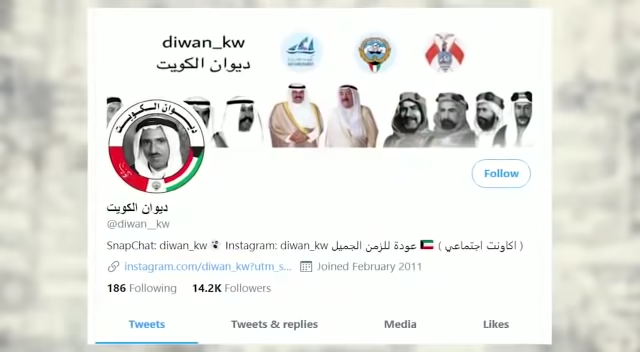 diwan_kw
ديوان الكويت
ديوان الكويت
Follow
ديوان الكويت
@diwan_kw
SnapChat: diwan_kw Instagram: diwan_kw عودة للزمن الجميل ( اكاونت اجتماعي )
instagram.com/diwan_kw?utm_s... Joined February 2011
186 Following 14.2K Followers
Tweets Tweets & replies Media Likes